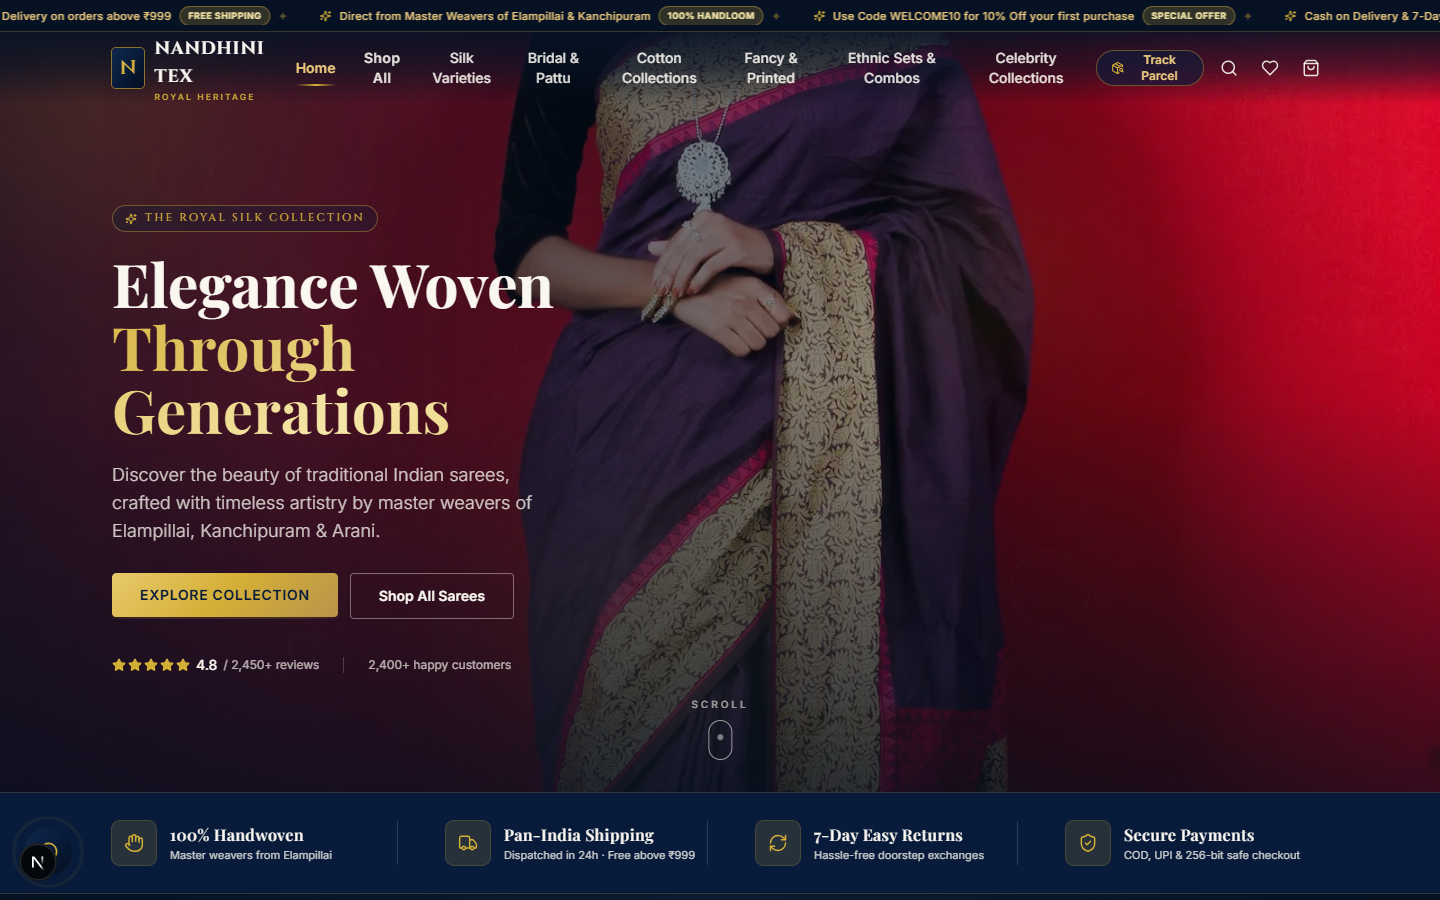 Delivery on orders above ₹999 FREE SHIPPING Direct from Master Weavers of Elampillai & Kanchipuram 100% HANDLOOM Use Code WELCOME10 for 10% Off your first purchase SPECIAL OFFER Cash on Delivery & 7-Da
N
NANDHINI
TEX
ROYAL HERITAGE
Home
Shop
All
Silk
Varieties
Bridal &
Pattu
Cotton
Collections
Fancy &
Printed
Ethnic Sets &
Combos
Celebrity
Collections
Track
Parcel
THE ROYAL SILK COLLECTION
Elegance Woven
Through
Generations
Discover the beauty of traditional Indian sarees,
crafted with timeless artistry by master weavers of
Elampillai, Kanchipuram & Arani.
EXPLORE COLLECTION
Shop All Sarees
4.8 / 2,450+ reviews
2,400+ happy customers
SCROLL
100% Handwoven
Master weavers from Elampillai
Pan-India Shipping
Dispatched in 24h · Free above ₹999
7-Day Easy Returns
Hassle-free doorstep exchanges
Secure Payments
COD, UPI & 256-bit safe checkout
N